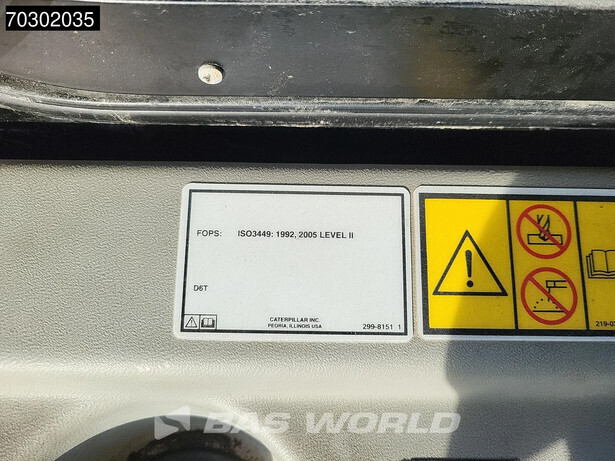 70302035
FOPS: ISO3449: 1992, 2005 LEVEL II
D6T
CATERPILLAR INC.
PEORIA, ILLINOIS USA
299-8151 1
BAS WORLD